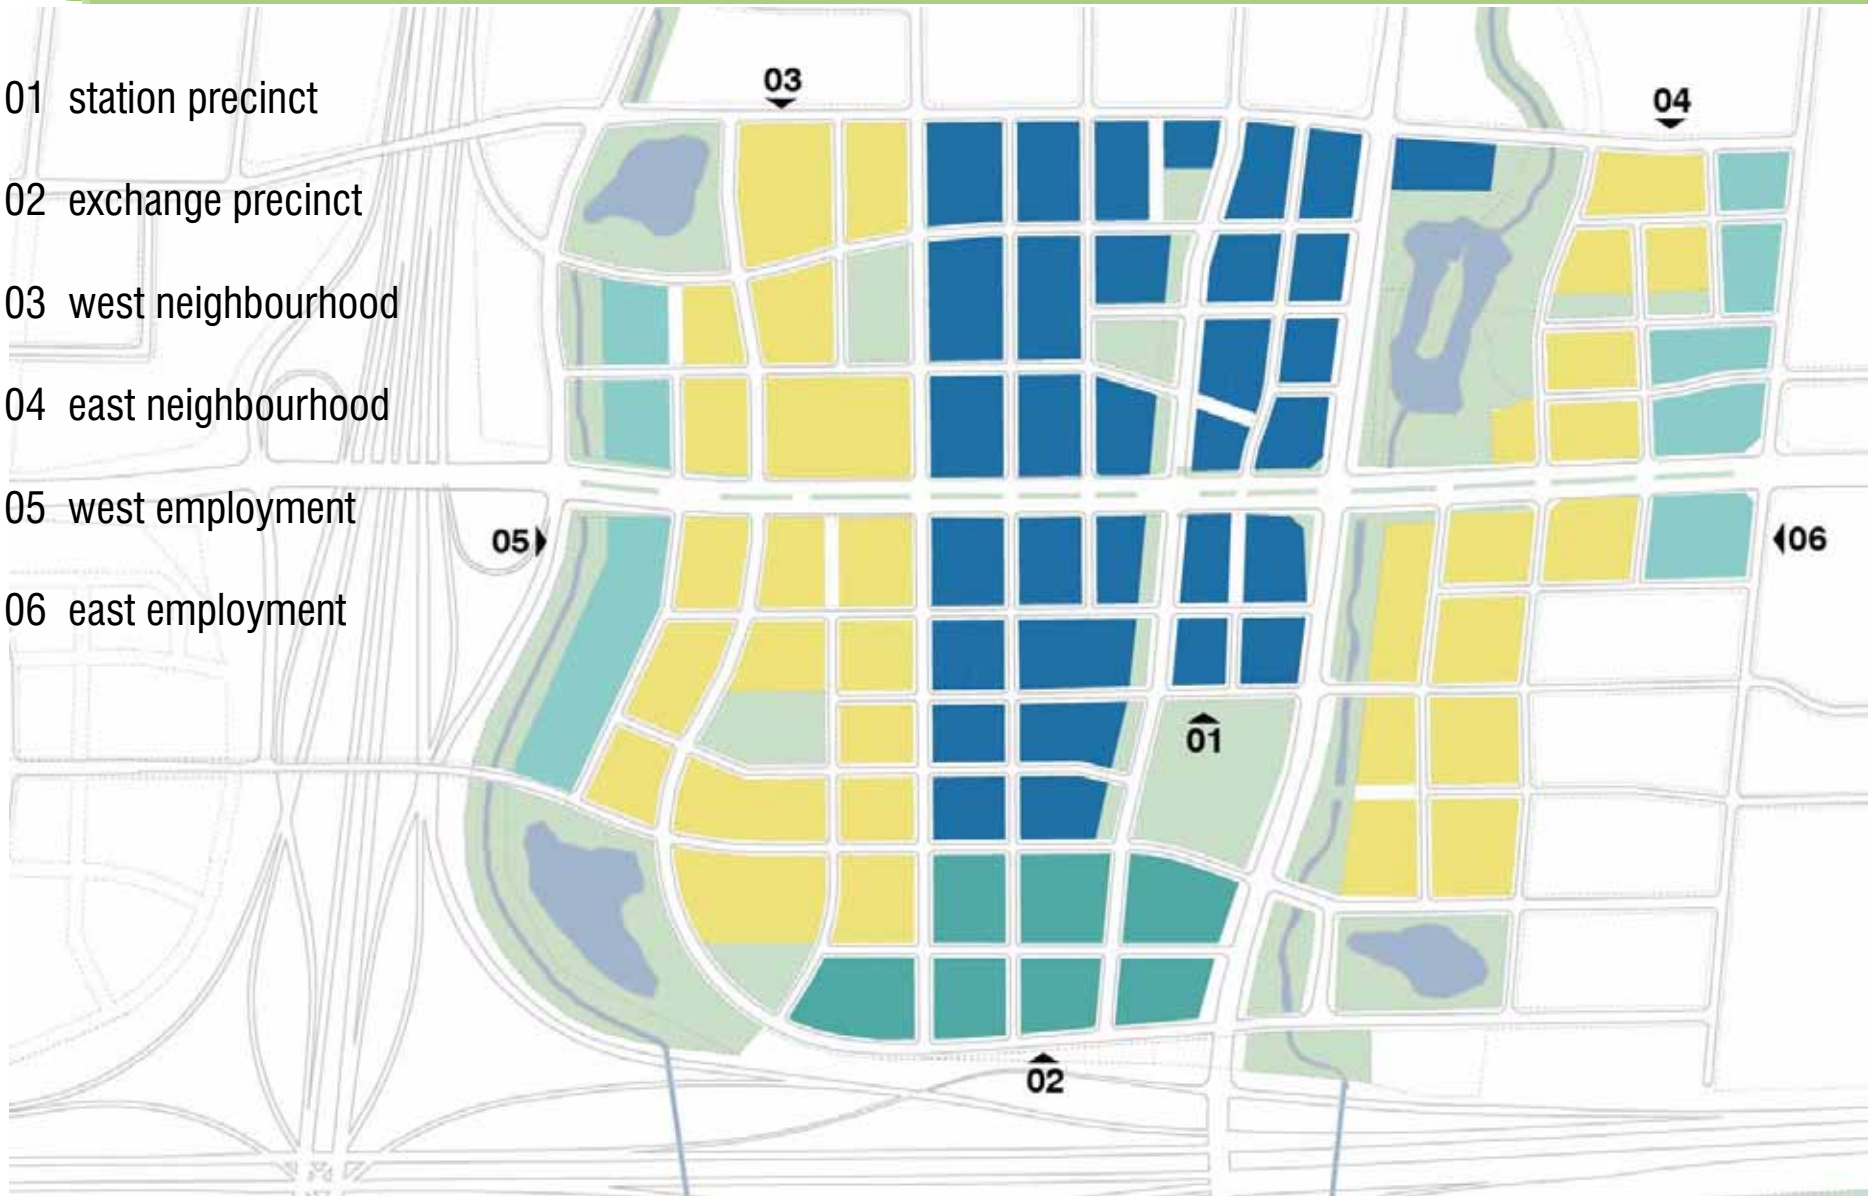 01 station precinct
02 exchange precinct
03 west neighbourhood
04 east neighbourhood
05 west employment
06 east employment
03
04
05
06
01
02